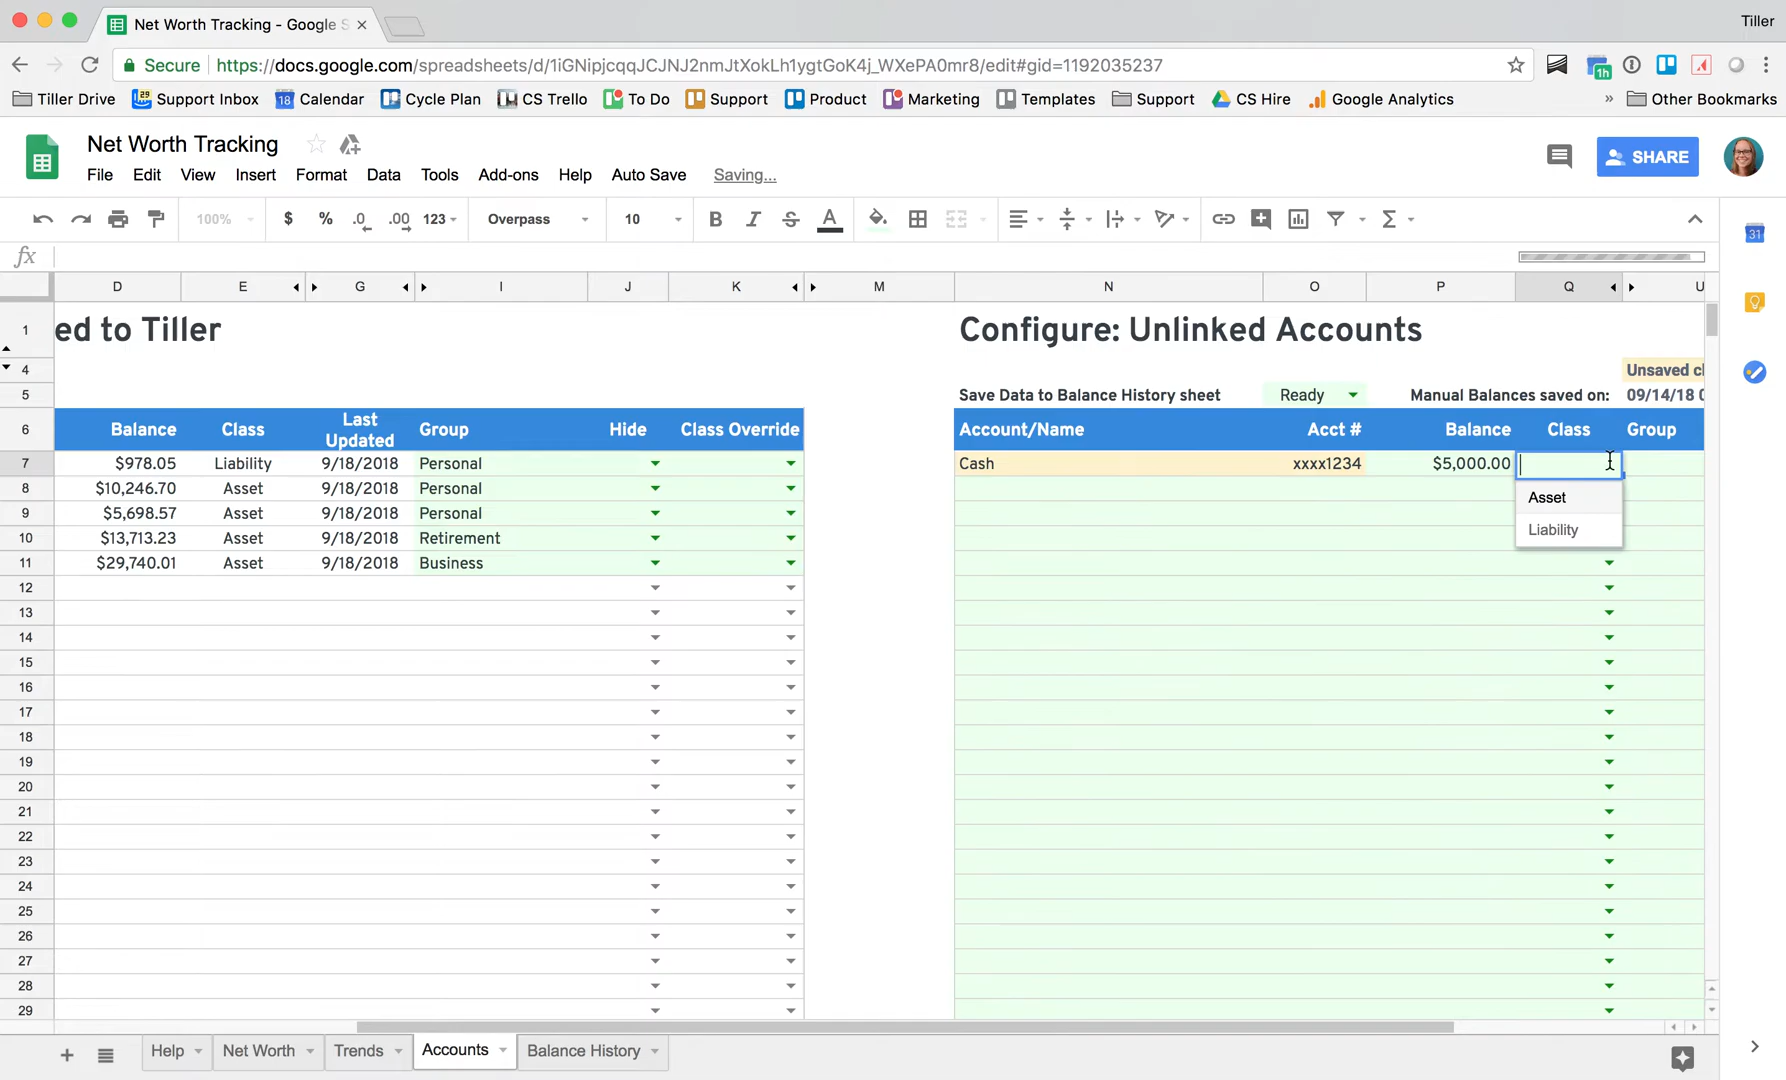 Net Worth Tracking - Google S
Tiller
Secure https://docs.google.com/spreadsheets/d/1iGNipjcqqJCJNJ2nmJtXokLh1ygtGoK4j_WXePA0mr8/edit#gid=1192035237
1h
Tiller Drive 29 Support Inbox 18 Calendar Cycle Plan CS Trello To Do Support Product Marketing Templates Support CS Hire Google Analytics » Other Bookmarks
Net Worth Tracking
SHARE
File Edit View Insert Format Data Tools Add-ons Help Auto Save Saving...
100% $ % .0 .00 123 Overpass 10 B I S A Σ
31
fx
D E G I J K M N O P Q U
1 ed to Tiller Configure: Unlinked Accounts
4 Unsaved cl
5 Save Data to Balance History sheet Ready Manual Balances saved on: 09/14/18 0
6 Balance Class Last Updated Group Hide Class Override Account/Name Acct # Balance Class Group
7 $978.05 Liability 9/18/2018 Personal Cash xxxx1234 $5,000.00
8 $10,246.70 Asset 9/18/2018 Personal Asset
9 $5,698.57 Asset 9/18/2018 Personal Liability
10 $13,713.23 Asset 9/18/2018 Retirement
11 $29,740.01 Asset 9/18/2018 Business
12
13
14
15
16
17
18
19
20
21
22
23
24
25
26
27
28
29
Help Net Worth Trends Accounts Balance History